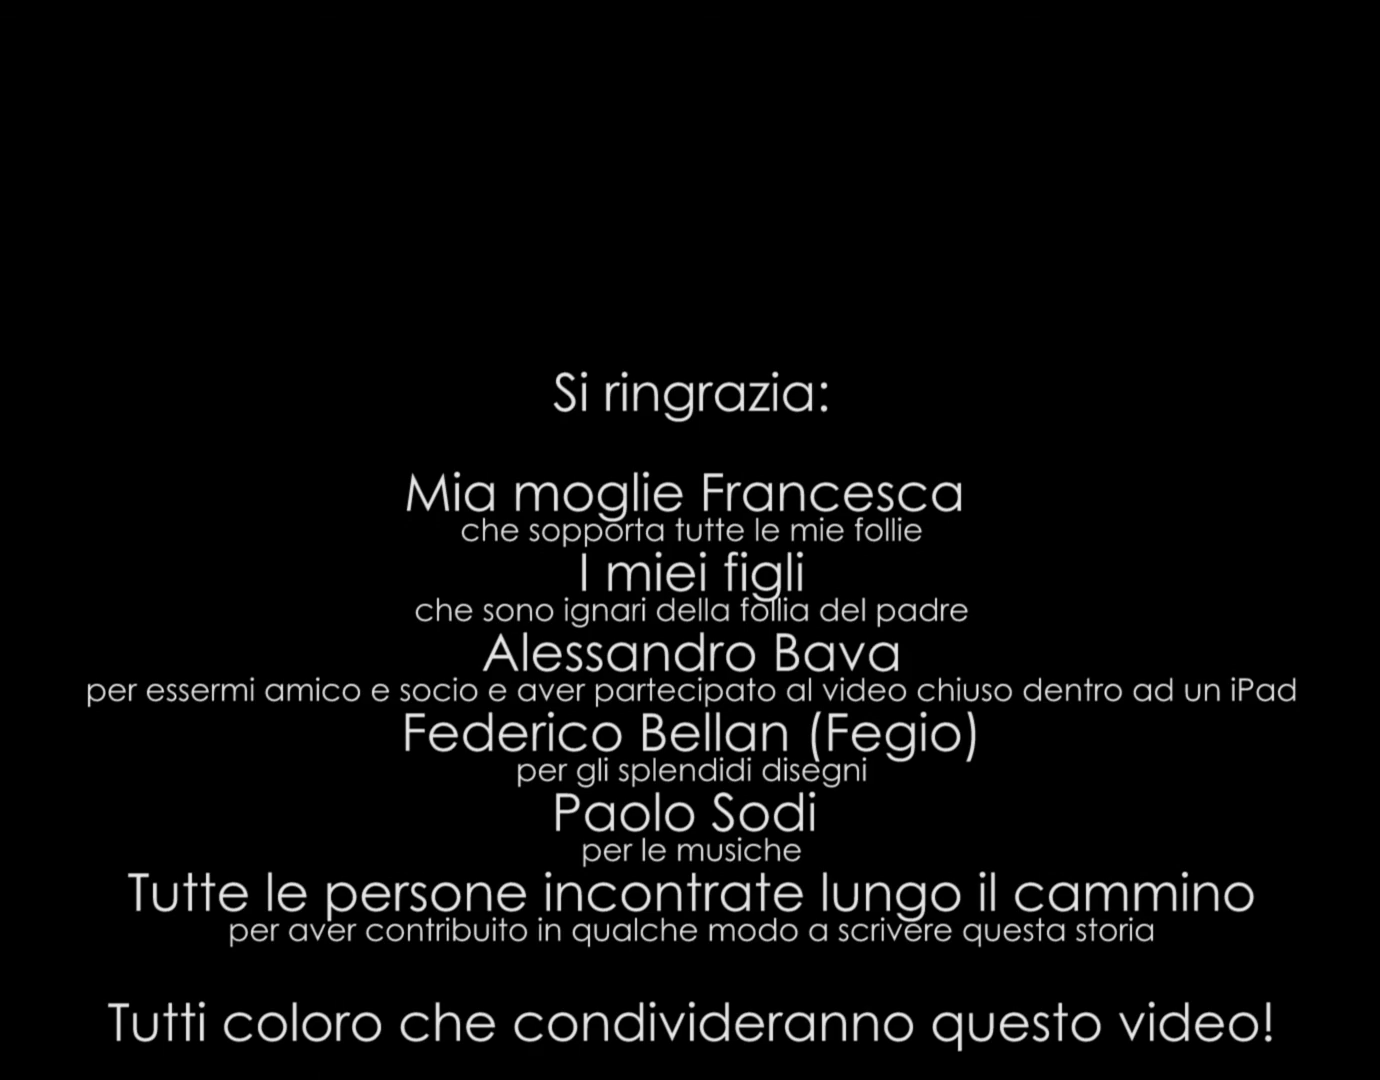 Si ringrazia:
Mia moglie Francesca
che sopporta tutte le mie follie
I miei figli
che sono ignari della follia del padre
Alessandro Bava
per essermi amico e socio e aver partecipato al video chiuso dentro ad un iPad
Federico Bellan (Fegio)
per gli splendidi disegni
Paolo Sodi
per le musiche
Tutte le persone incontrate lungo il cammino
per aver contribuito in qualche modo a scrivere questa storia
Tutti coloro che condivideranno questo video!